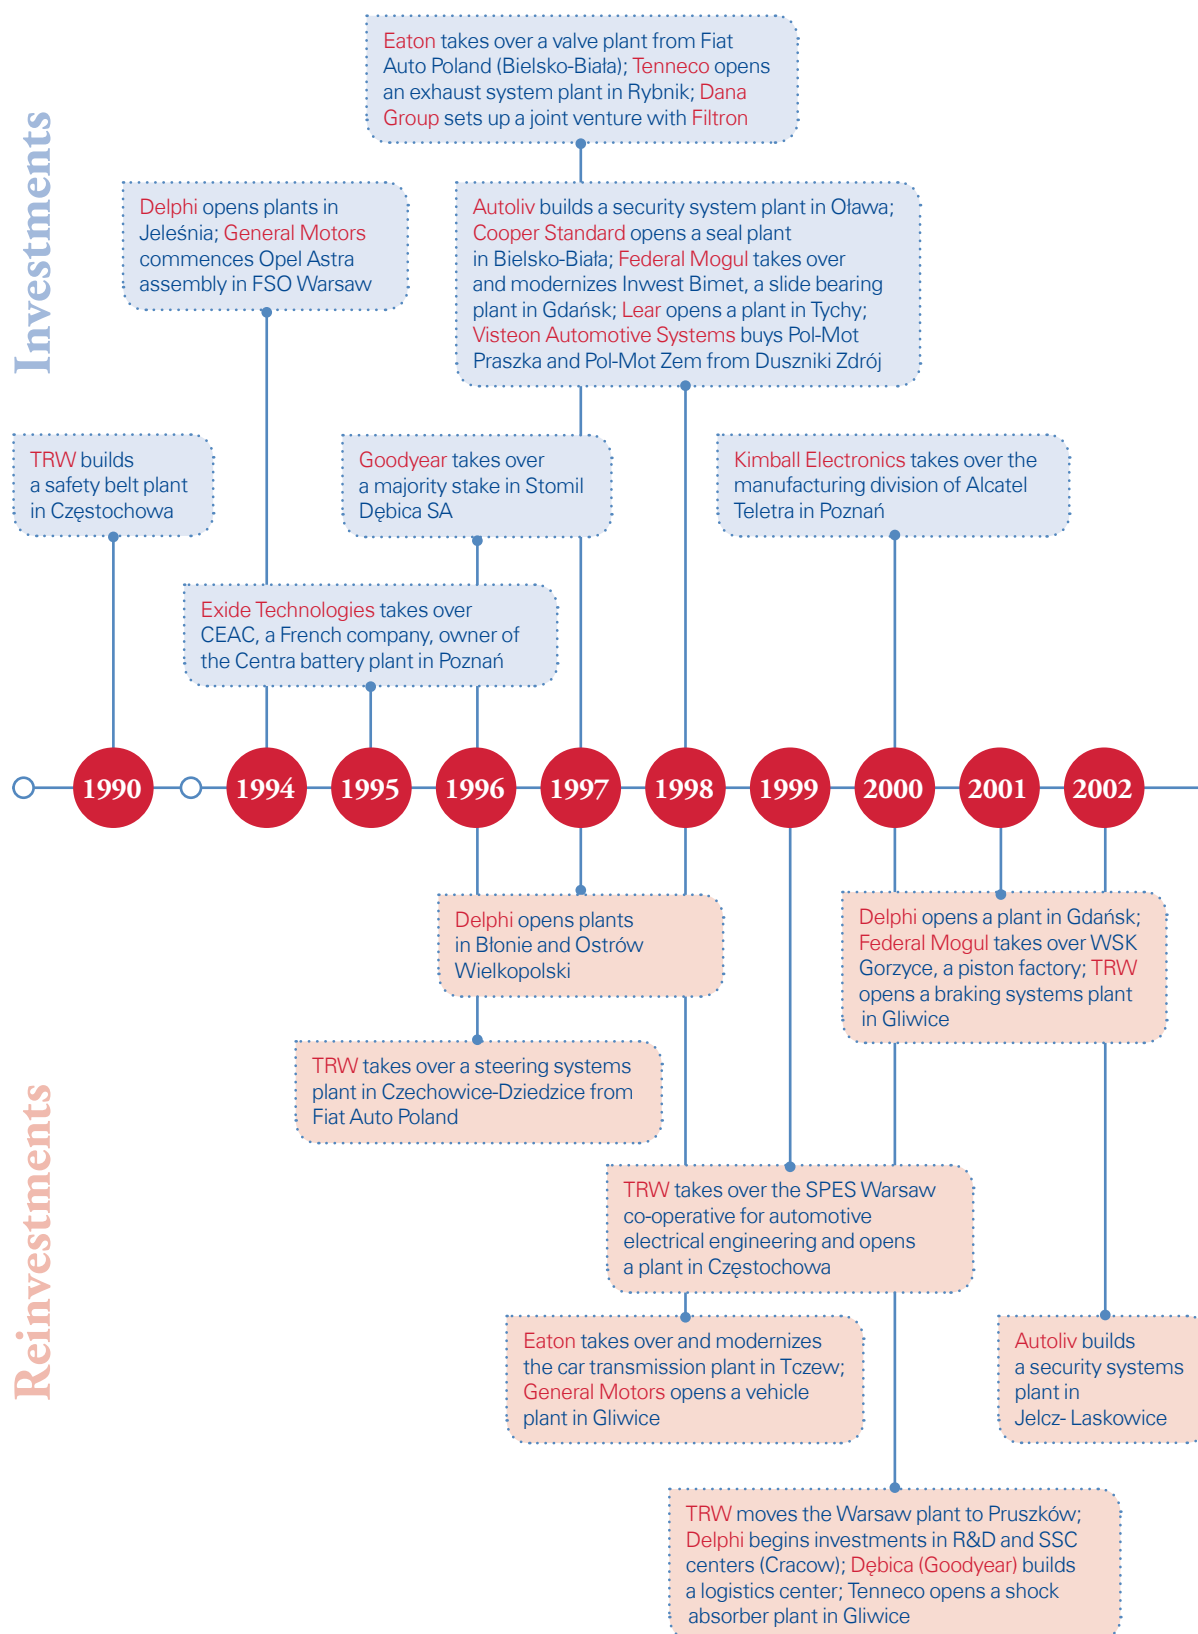 Investments
Eaton takes over a valve plant from Fiat
Auto Poland (Bielsko-Biała); Tenneco opens
an exhaust system plant in Rybnik; Dana
Group sets up a joint venture with Filtron
Delphi opens plants in
Jeleśnia; General Motors
commences Opel Astra
assembly in FSO Warsaw
Autoliv builds a security system plant in Oława;
Cooper Standard opens a seal plant
in Bielsko-Biała; Federal Mogul takes over
and modernizes Inwest Bimet, a slide bearing
plant in Gdańsk; Lear opens a plant in Tychy;
Visteon Automotive Systems buys Pol-Mot
Praszka and Pol-Mot Zem from Duszniki Zdrój
TRW builds
a safety belt plant
in Częstochowa
Goodyear takes over
a majority stake in Stomil
Dębica SA
Kimball Electronics takes over the
manufacturing division of Alcatel
Teletra in Poznań
Exide Technologies takes over
CEAC, a French company, owner of
the Centra battery plant in Poznań
1990 1994 1995 1996 1997 1998 1999 2000 2001 2002
Reinvestments
Delphi opens plants
in Błonie and Ostrów
Wielkopolski
Delphi opens a plant in Gdańsk;
Federal Mogul takes over WSK
Gorzyce, a piston factory; TRW
opens a braking systems plant
in Gliwice
TRW takes over a steering systems
plant in Czechowice-Dziedzice from
Fiat Auto Poland
TRW takes over the SPES Warsaw
co-operative for automotive
electrical engineering and opens
a plant in Częstochowa
Eaton takes over and modernizes
the car transmission plant in Tczew;
General Motors opens a vehicle
plant in Gliwice
Autoliv builds
a security systems
plant in
Jelcz- Laskowice
TRW moves the Warsaw plant to Pruszków;
Delphi begins investments in R&D and SSC
centers (Cracow); Dębica (Goodyear) builds
a logistics center; Tenneco opens a shock
absorber plant in Gliwice